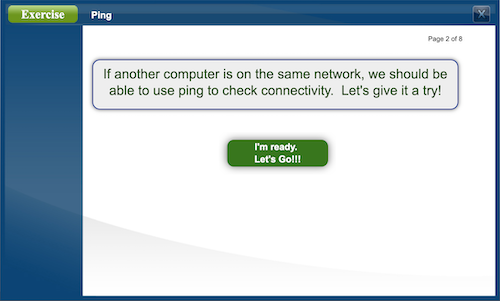 Exercise
Ping
X
Page 2 of 8
If another computer is on the same network, we should be
able to use ping to check connectivity.  Let's give it a try!
I'm ready.
Let's Go!!!